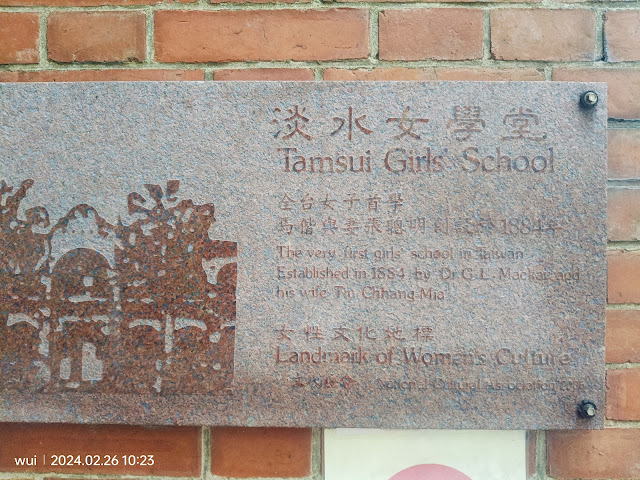 淡水女學堂
Tamsui Girls' School
全台女子首學
馬偕與妻張聰明創設於1884年
The very first girls' school in Taiwan
Established in 1884 by Dr G. L. Mackay and
his wife Tiu Chhang-Mia
女性文化地標
Landmark of Women's Culture
National Cultural Association
wui | 2024.02.26 10:23